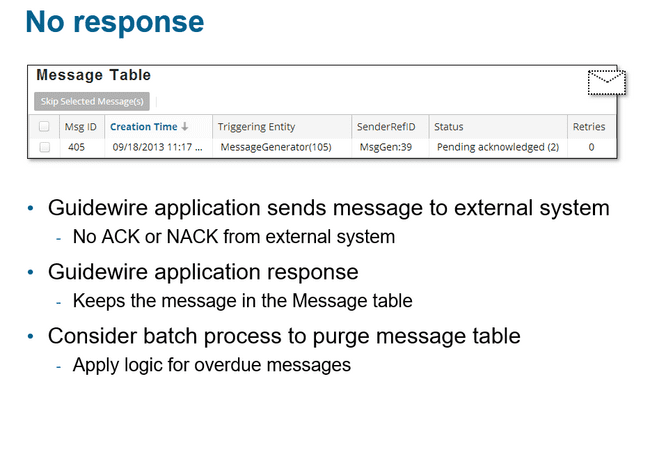 No response
Message Table
Skip Selected Message(s)
Msg ID Creation Time ↓ Triggering Entity SenderRefID Status Retries
405 09/18/2013 11:17 ... MessageGenerator(105) MsgGen:39 Pending acknowledged (2) 0
• Guidewire application sends message to external system
- No ACK or NACK from external system
• Guidewire application response
- Keeps the message in the Message table
• Consider batch process to purge message table
- Apply logic for overdue messages